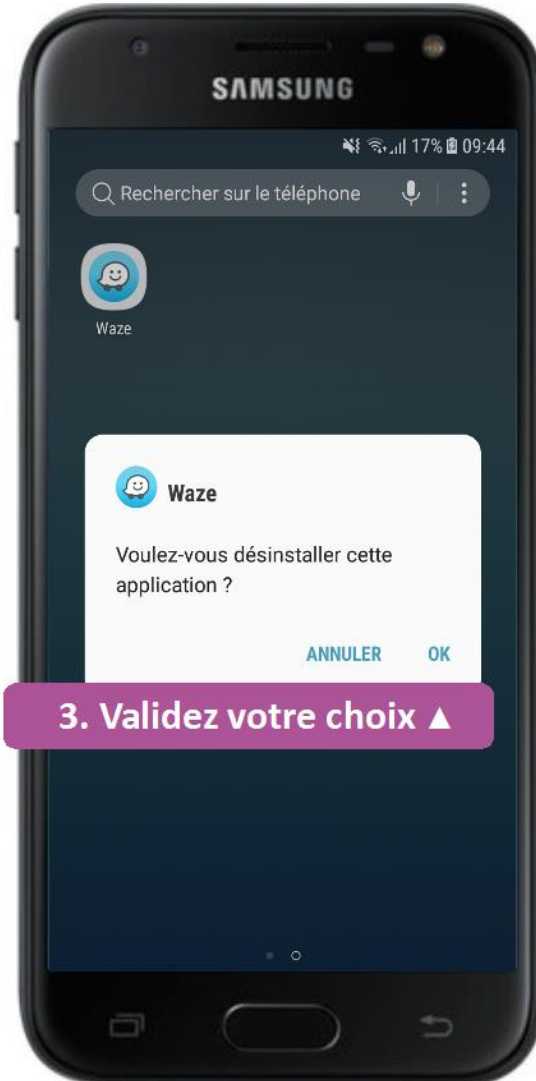 SAMSUNG
17% 09:44
Rechercher sur le téléphone
Waze
Waze
Voulez-vous désinstaller cette
application ?
ANNULER OK
3. Validez votre choix ▲